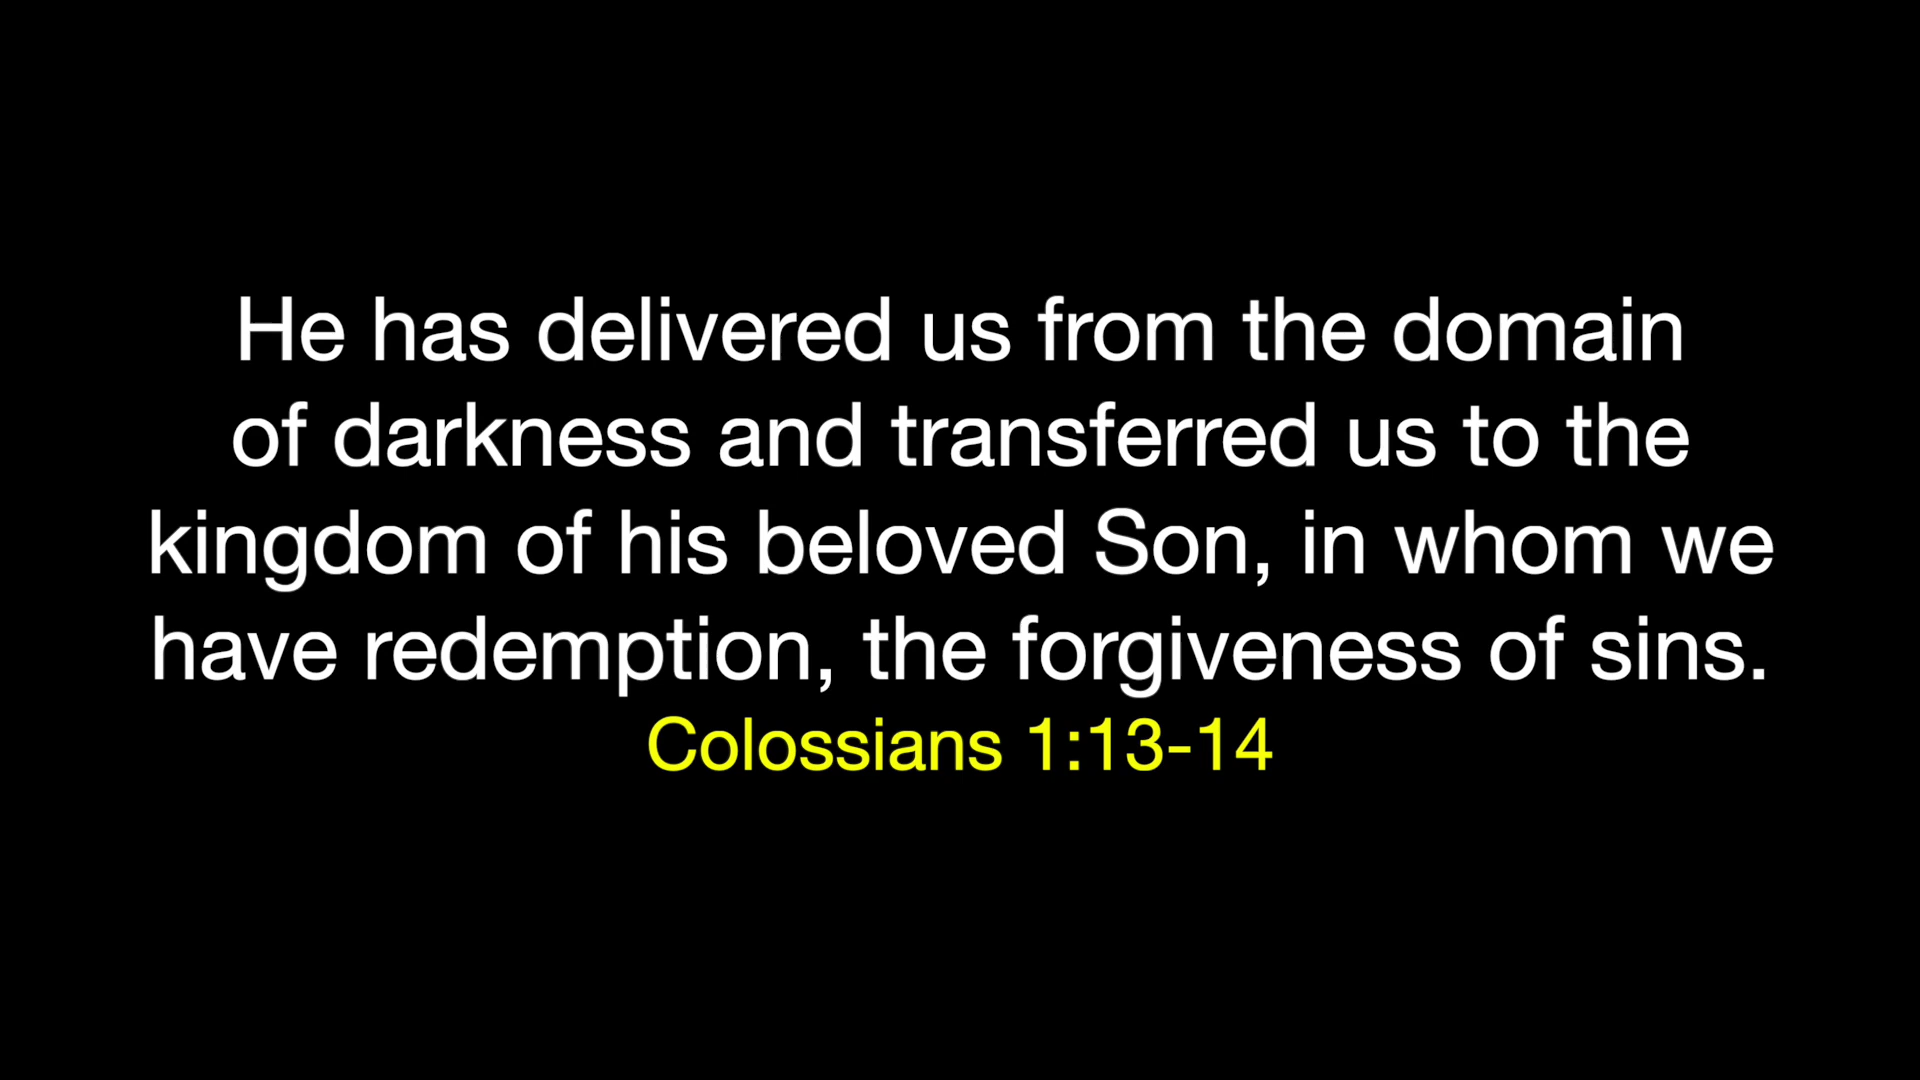 He has delivered us from the domain
of darkness and transferred us to the
kingdom of his beloved Son, in whom we
have redemption, the forgiveness of sins.
Colossians 1:13-14